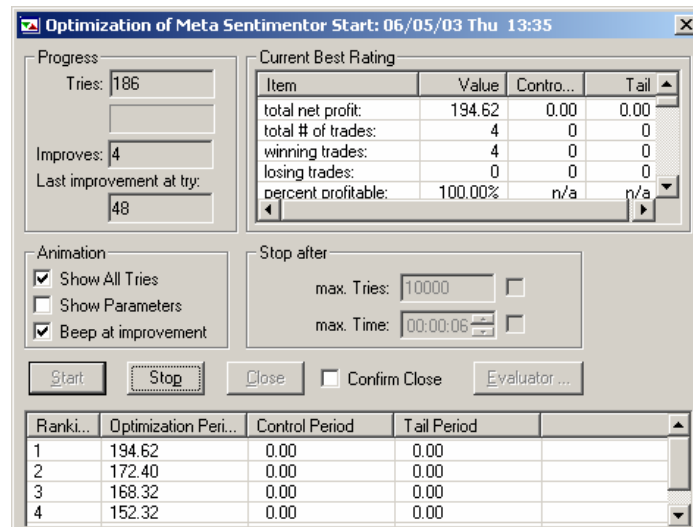 Optimization of Meta Sentimentor Start: 06/05/03 Thu 13:35
Progress
Tries: 186
Improves: 4
Last improvement at try:
48
Current Best Rating
Item Value Contro... Tail
total net profit: 194.62 0.00 0.00
total # of trades: 4 0 0
winning trades: 4 0 0
losing trades: 0 0 0
percent profitable: 100.00% n/a n/a
Animation
Show All Tries
Show Parameters
Beep at improvement
Stop after
max. Tries: 10000
max. Time: 00:00:06
Start Stop Close Confirm Close Evaluator ...
Ranki... Optimization Peri... Control Period Tail Period
1 194.62 0.00 0.00
2 172.40 0.00 0.00
3 168.32 0.00 0.00
4 152.32 0.00 0.00